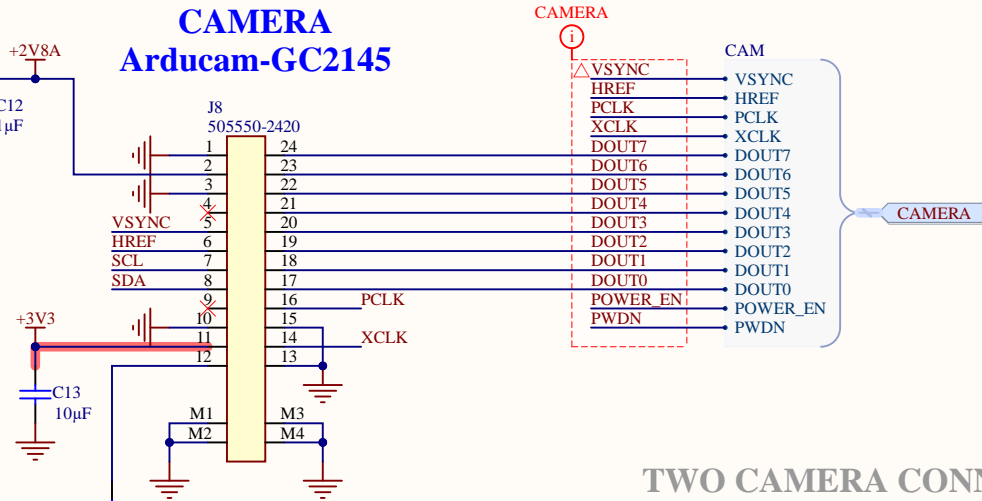 CAMERA
Arducam-GC2145
+2V8A
C12
1µF
J8
505550-2420
1
2
3
4
5
6
7
8
9
10
11
12
24
23
22
21
20
19
18
17
16
15
14
13
M1
M2
M3
M4
VSYNC
HREF
SCL
SDA
+3V3
C13
10µF
PCLK
XCLK
CAMERA
i
VSYNC
HREF
PCLK
XCLK
DOUT7
DOUT6
DOUT5
DOUT4
DOUT3
DOUT2
DOUT1
DOUT0
POWER_EN
PWDN
CAM
VSYNC
HREF
PCLK
XCLK
DOUT7
DOUT6
DOUT5
DOUT4
DOUT3
DOUT2
DOUT1
DOUT0
POWER_EN
PWDN
CAMERA
TWO CAMERA